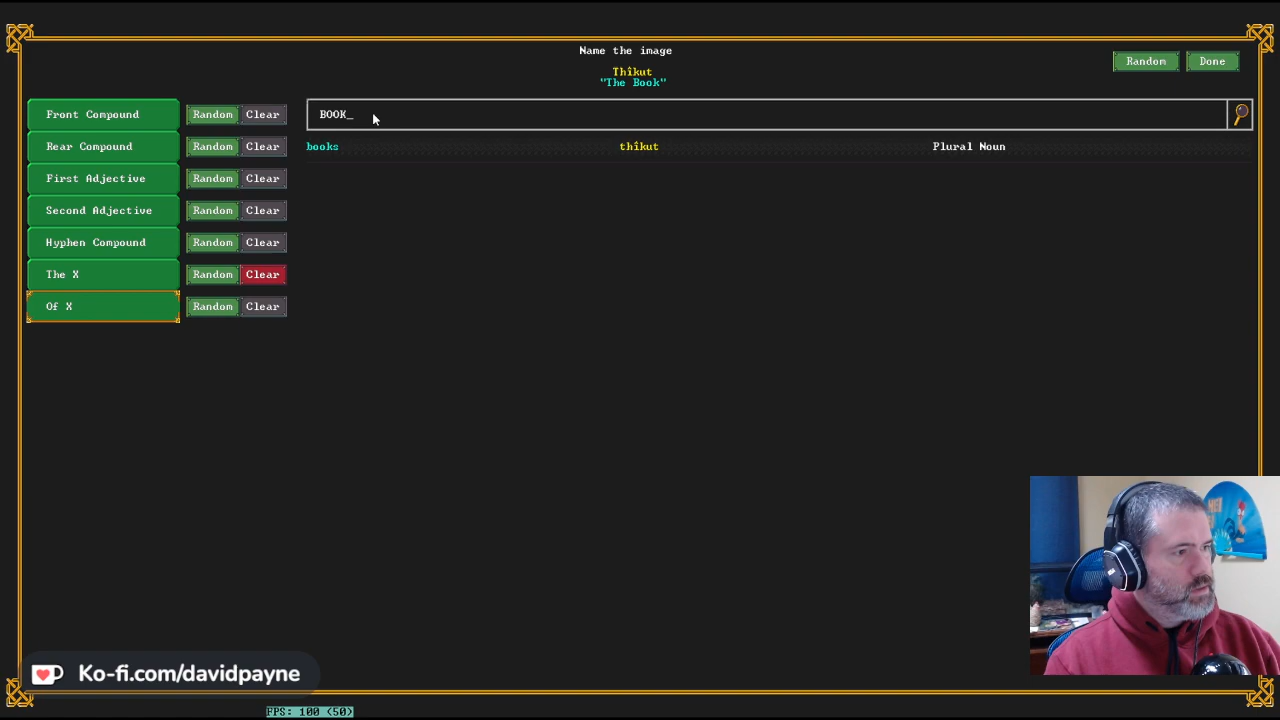 Name the image
Thîkut
"The Book"
Random Done
Front Compound Random Clear BOOK_
Rear Compound Random Clear books thîkut Plural Noun
First Adjective Random Clear
Second Adjective Random Clear
Hyphen Compound Random Clear
The X Random Clear
Of X Random Clear
Ko-fi.com/davidpayne
FPS: 100 (50)